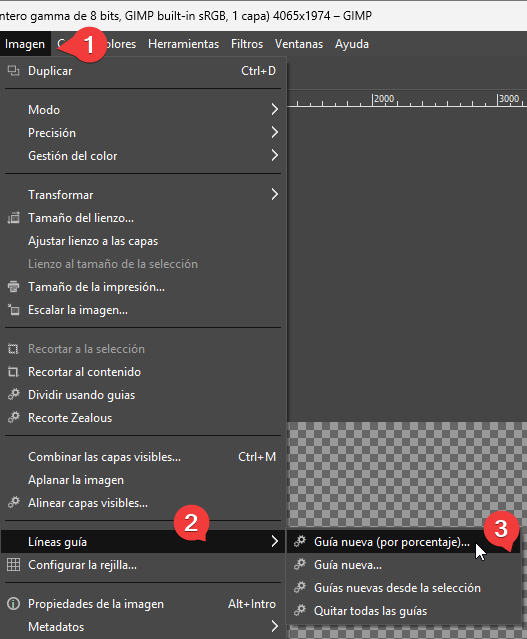 ntero gamma de 8 bits, GIMP built-in sRGB, 1 capa) 4065x1974 – GIMP
Imagen 1 olores Herramientas Filtros Ventanas Ayuda
Duplicar Ctrl+D
2000 3000
Modo
Precisión
Gestión del color
Transformar
Tamaño del lienzo...
Ajustar lienzo a las capas
Lienzo al tamaño de la selección
Tamaño de la impresión...
Escalar la imagen...
Recortar a la selección
Recortar al contenido
Dividir usando guias
Recorte Zealous
Combinar las capas visibles... Ctrl+M
Aplanar la imagen
Alinear capas visibles...
2
3
Líneas guía
Guía nueva (por porcentaje)...
Configurar la rejilla...
Guía nueva...
Guías nuevas desde la selección
Propiedades de la imagen Alt+Intro
Quitar todas las guías
Metadatos